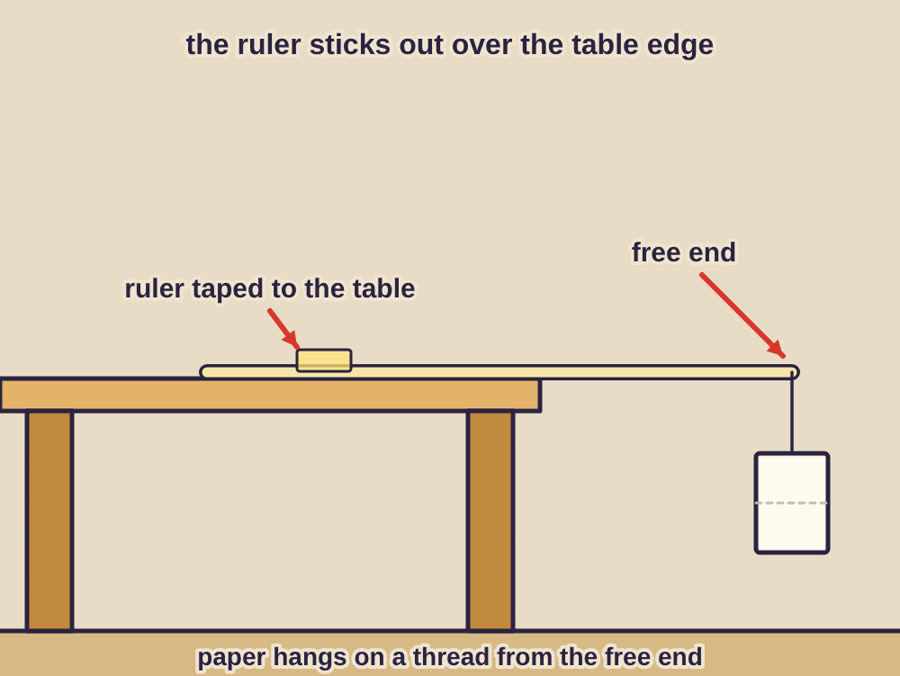 the ruler sticks out over the table edge
free end
ruler taped to the table
paper hangs on a thread from the free end